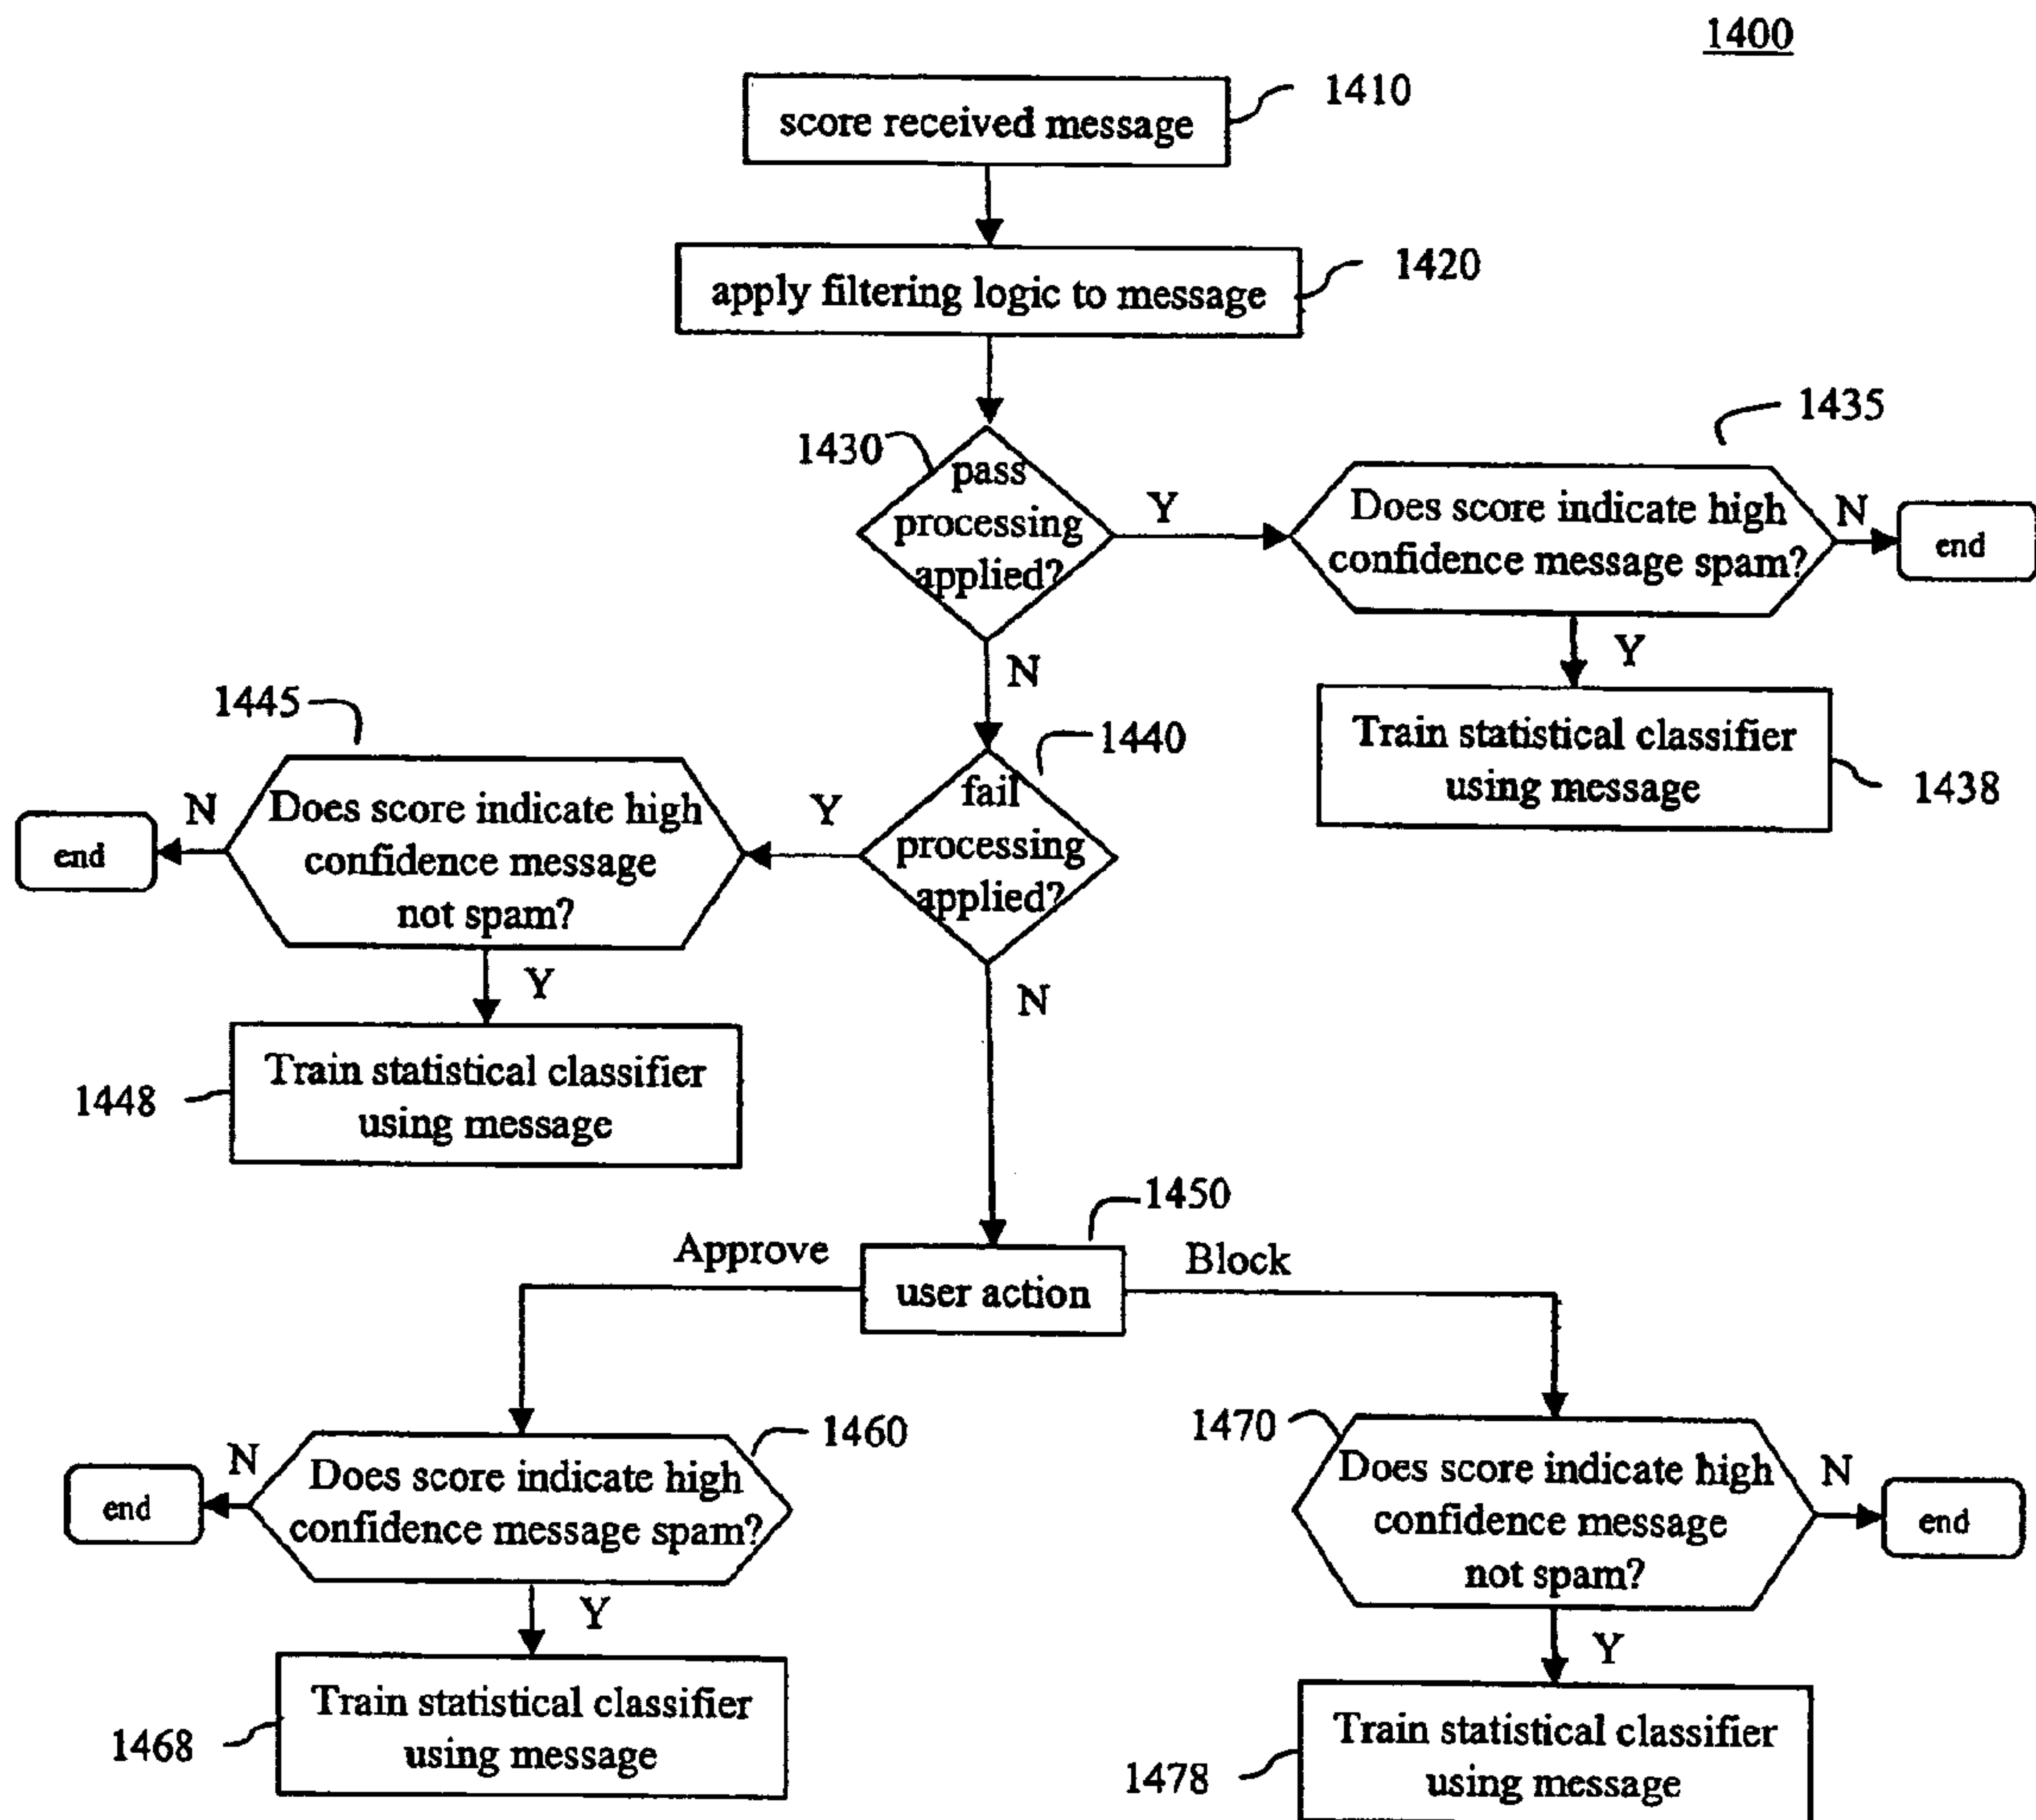 1400
score received message
1410
apply filtering logic to message
1420
1430
pass
processing
applied?
Y
N
1435
Does score indicate high
confidence message spam?
N
end
Y
Train statistical classifier
using message
1438
1440
fail
processing
applied?
Y
N
1445
Does score indicate high
confidence message
not spam?
N
end
Y
Train statistical classifier
using message
1448
1450
user action
Approve
Block
1460
Does score indicate high
confidence message spam?
N
end
Y
Train statistical classifier
using message
1468
1470
Does score indicate high
confidence message
not spam?
N
end
Y
Train statistical classifier
using message
1478